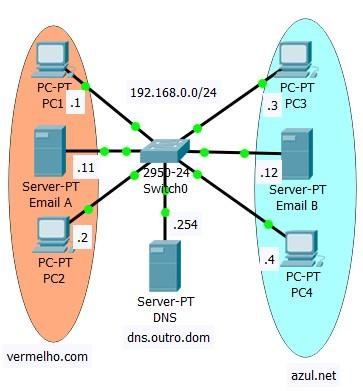 PC-PT
PC1
.1
192.168.0.0/24
PC-PT
PC3
.3
Server-PT
Email A
.11
2950-24
Switch0
.12
Server-PT
Email B
.2
PC-PT
PC2
.254
.4
PC-PT
PC4
Server-PT
DNS
dns.outro.dom
vermelho.com
azul.net